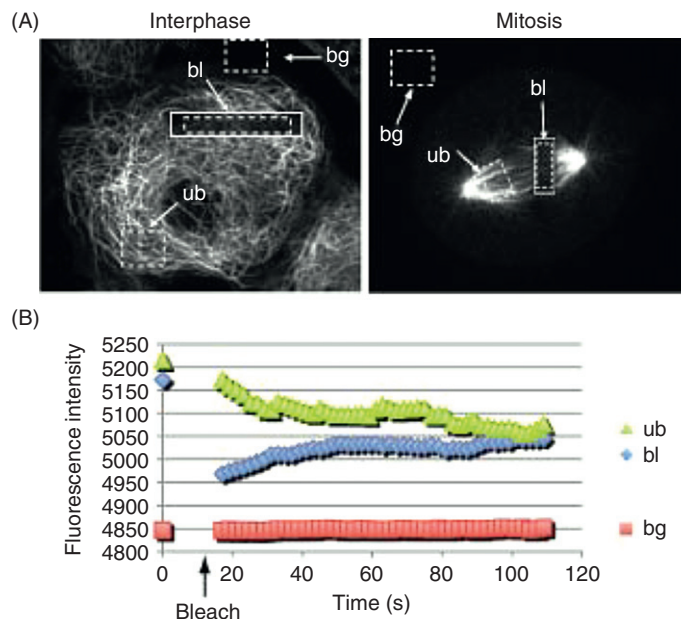 (A)
Interphase
Mitosis
bg
bl
ub
bg
bl
ub
(B)
Fluorescence intensity
5250
5200
5150
5100
5050
5000
4950
4900
4850
4800
0
20
40
60
80
100
120
Bleach
Time (s)
ub
bl
bg